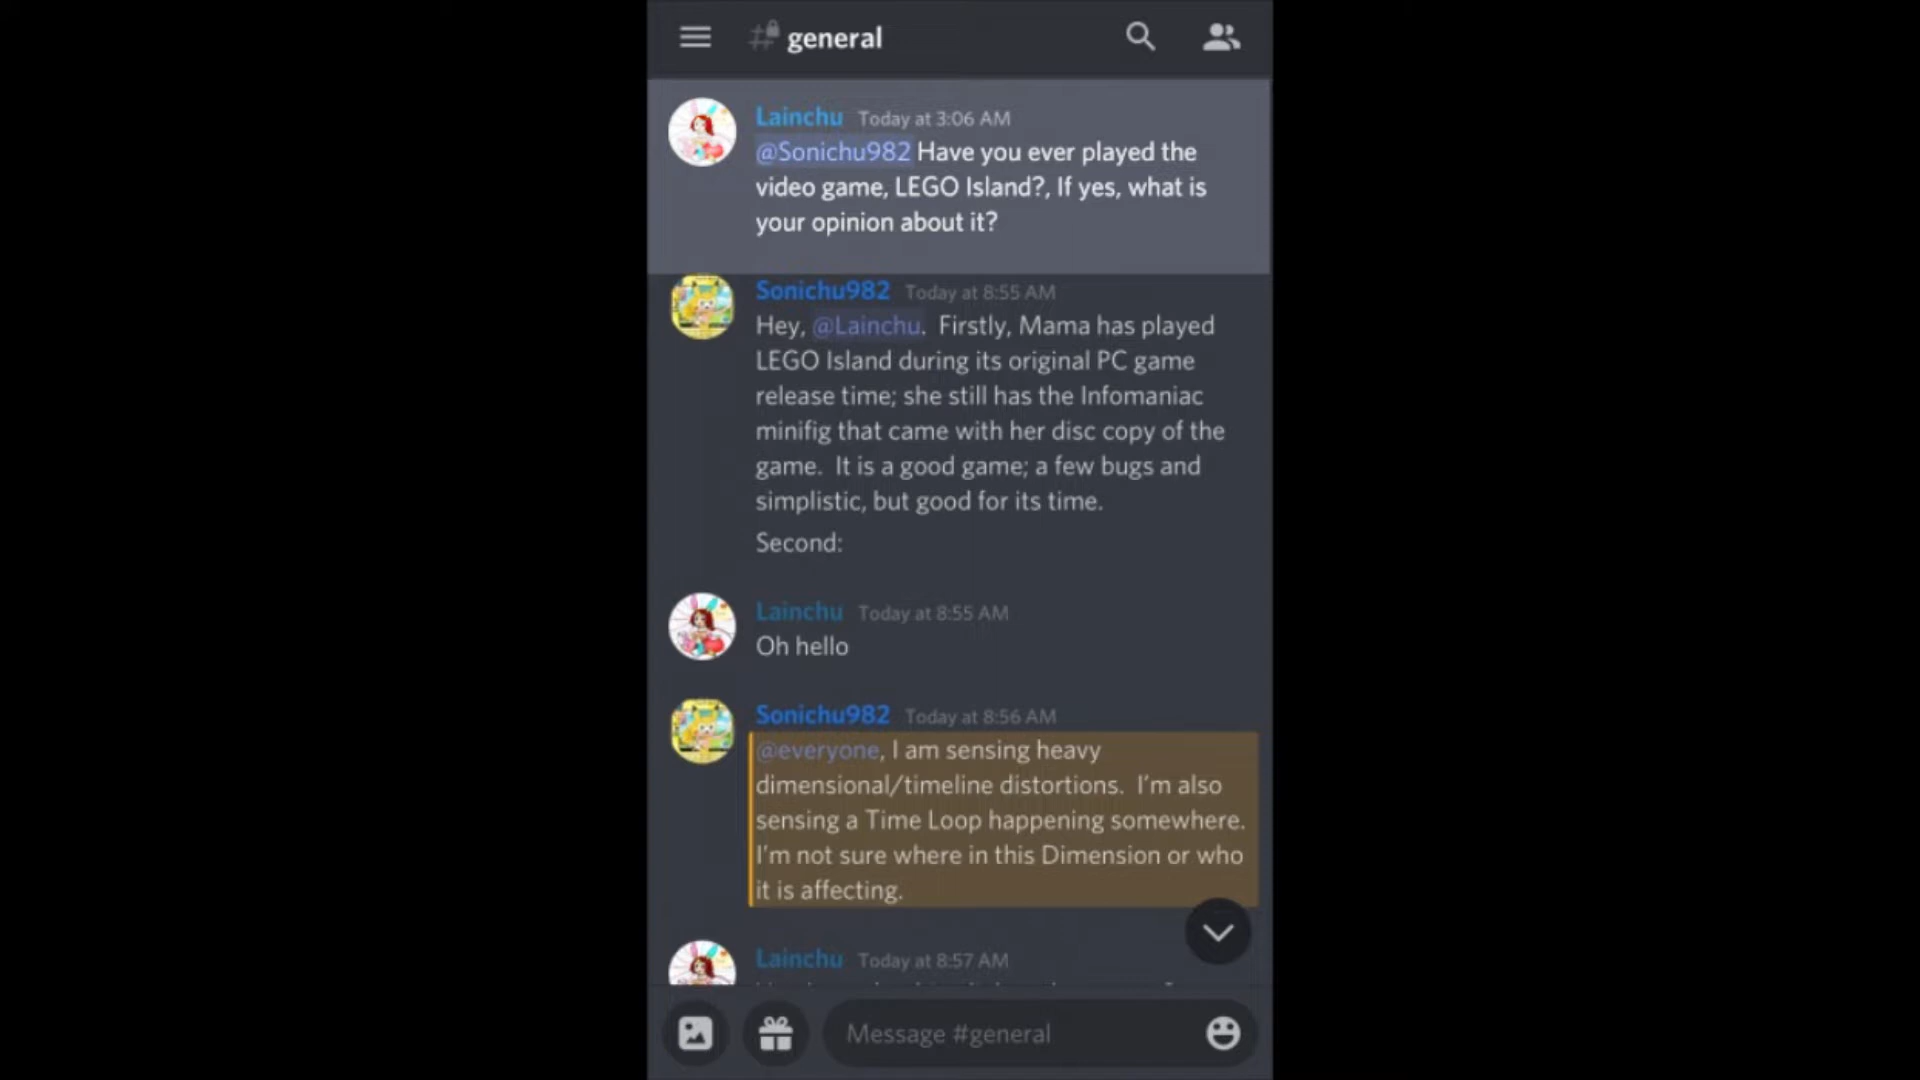 # general
Lainchu Today at 3:06 AM
@Sonichu982 Have you ever played the
video game, LEGO Island?, If yes, what is
your opinion about it?
Sonichu982 Today at 8:55 AM
Hey, @Lainchu.  Firstly, Mama has played
LEGO Island during its original PC game
release time; she still has the Infomaniac
minifig that came with her disc copy of the
game.  It is a good game; a few bugs and
simplistic, but good for its time.
Second:
Lainchu Today at 8:55 AM
Oh hello
Sonichu982 Today at 8:56 AM
@everyone, I am sensing heavy
dimensional/timeline distortions.  I'm also
sensing a Time Loop happening somewhere.
I'm not sure where in this Dimension or who
it is affecting.
Lainchu Today at 8:57 AM
Message #general